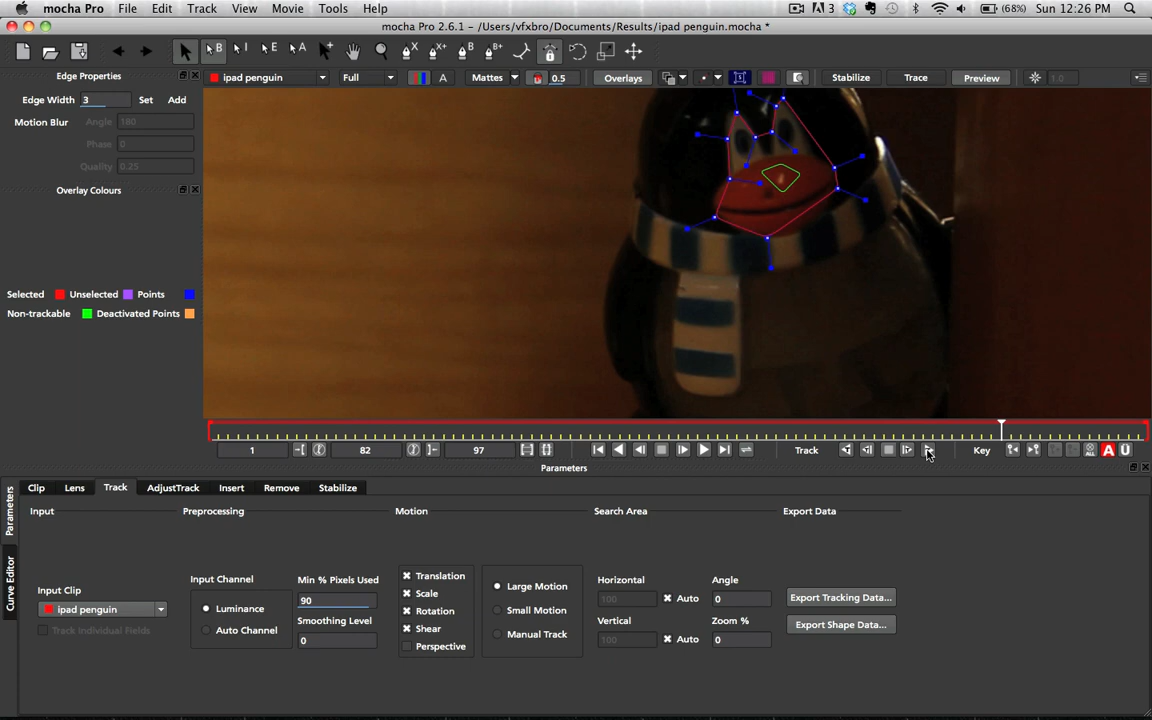 mocha Pro File Edit Track View Movie Tools Help 3 (68%) Sun 12:26 PM
mocha Pro 2.6.1 - /Users/vfxbro/Documents/Results/ipad penguin.mocha *
B I E A X X+ B B+
Edge Properties
ipad penguin Full A Mattes 0.5 Overlays Stabilize Trace Preview 1.0
Edge Width 3 Set Add
Motion Blur Angle 180
Phase 0
Quality 0.25
Overlay Colours
Selected Unselected Points
Non-trackable Deactivated Points
1 82 97 Track Key ALL A Ü
Parameters
Clip Lens Track AdjustTrack Insert Remove Stabilize
Parameters
Curve Editor
Input Preprocessing Motion Search Area Export Data
Input Clip
ipad penguin
Track Individual Fields
Input Channel
Luminance
Auto Channel
Min % Pixels Used
90
Smoothing Level
0
Translation
Scale
Rotation
Shear
Perspective
Large Motion
Small Motion
Manual Track
Horizontal
100 Auto
Vertical
100 Auto
Angle
0
Zoom %
0
Export Tracking Data...
Export Shape Data...